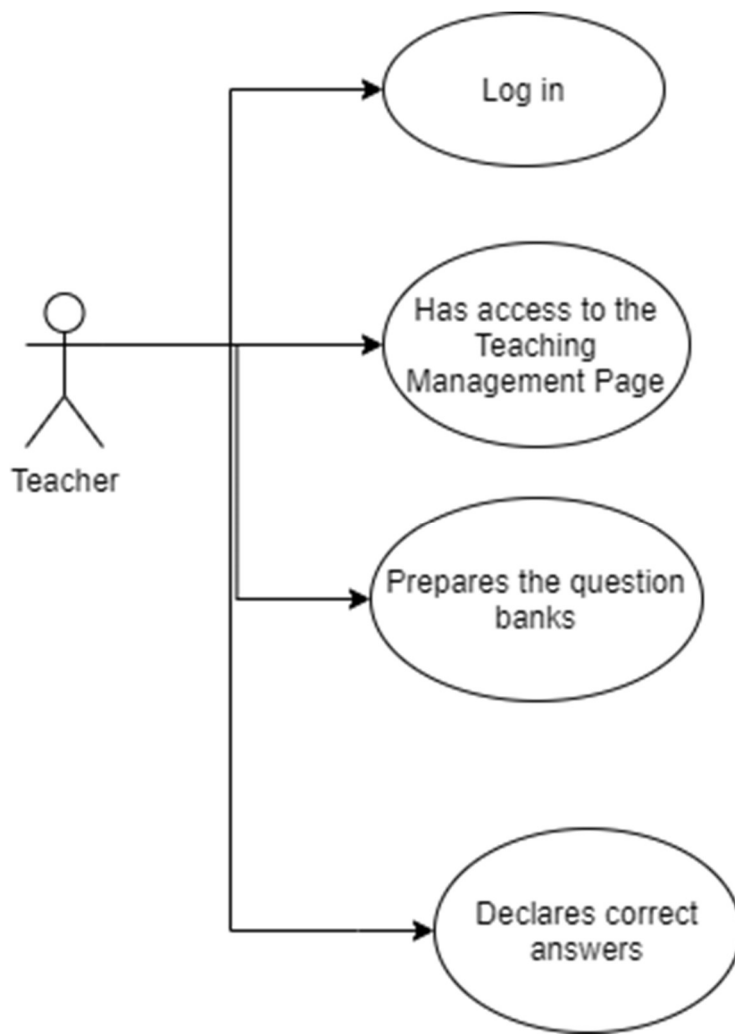 Log in
Has access to the
Teaching
Management Page
Teacher
Prepares the question
banks
Declares correct
answers